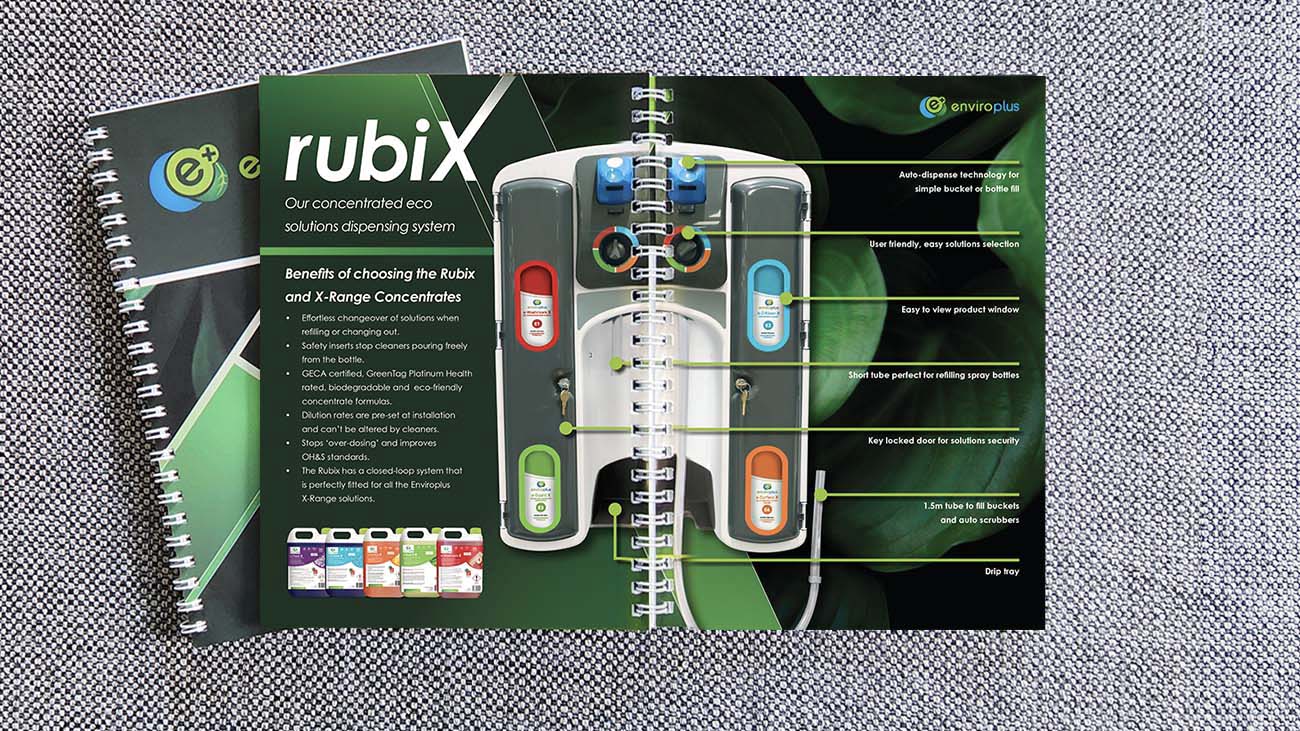 rubiX
Our concentrated eco
solutions dispensing system
Benefits of choosing the Rubix
and X-Range Concentrates
• Effortless changeover of solutions when
refilling or changing out.
• Safety inserts stop cleaners pouring freely
from the bottle.
• GECA certified, GreenTag Platinum Health
rated, biodegradable and eco-friendly
concentrate formulas.
• Dilution rates are pre-set at installation
and can't be altered by cleaners.
• Stops 'over-dosing' and improves
OH&S standards.
• The Rubix has a closed-loop system that
is perfectly fitted for all the Enviroplus
X-Range solutions.
e+
e+ enviroplus
Auto-dispense technology for
simple bucket or bottle fill
User friendly, easy solutions selection
Easy to view product window
Short tube perfect for refilling spray bottles
Key locked door for solutions security
1.5m tube to fill buckets
and auto scrubbers
Drip tray
enviroplus
enviroplus
enviroplus
enviroplus